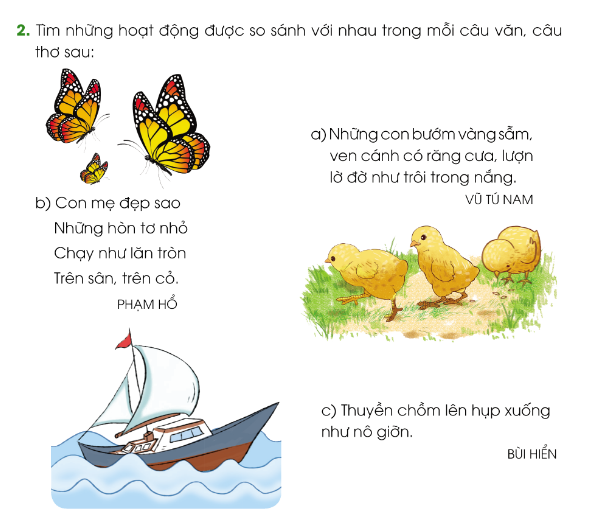 2. Tìm những hoạt động được so sánh với nhau trong mỗi câu văn, câu
thơ sau:
a) Những con bướm vàng sẫm,
ven cánh có răng cưa, lượn
lờ đờ như trôi trong nắng.
VŨ TÚ NAM
b) Con mẹ đẹp sao
Những hòn tơ nhỏ
Chạy như lăn tròn
Trên sân, trên cỏ.
PHẠM HỔ
c) Thuyền chồm lên hụp xuống
như nô giỡn.
BÙI HIỂN